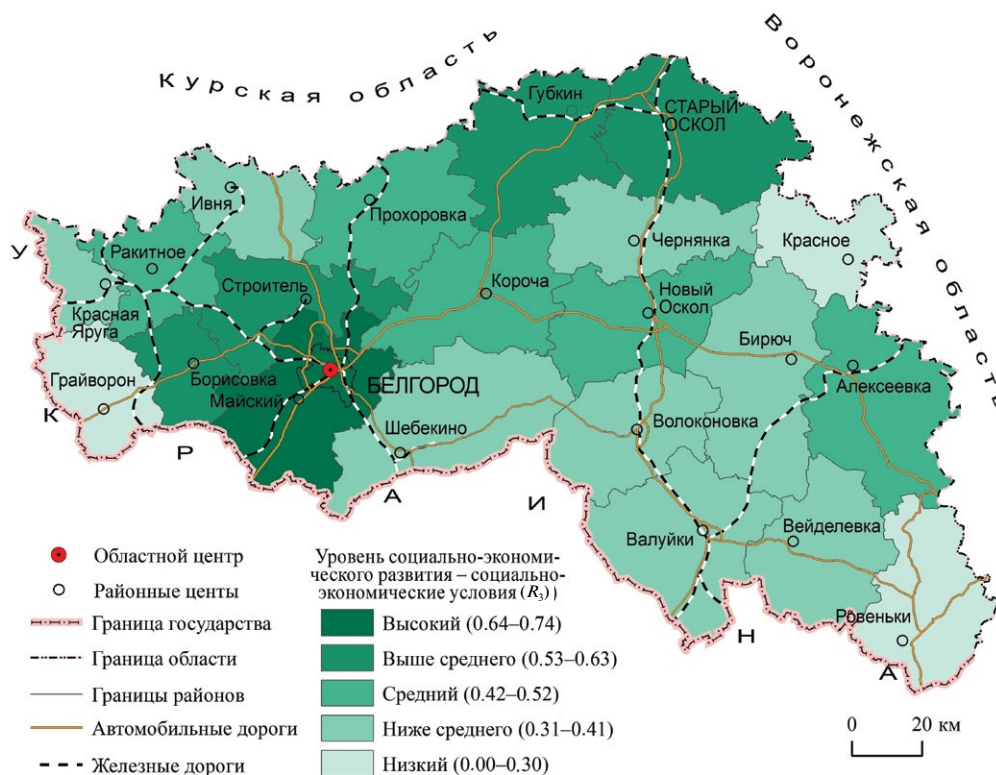 Курская область
Воронежская область
УКРАИНА
Губкин
СТАРЫЙ
ОСКОЛ
Ивня
Прохоровка
Чернянка
Красное
Ракитное
Строитель
Короча
НОВЫЙ
Оскол
Красная
Яруга
Бирюч
Грайворон
Борисовка
БЕЛГОРОД
Алексеевка
Майский
Шебекино
Волоконовка
Валуйки
Вейделевка
Ровеньки
Областной центр
Районные центы
Граница государства
Граница области
Границы районов
Автомобильные дороги
Железные дороги
Уровень социально-экономи-
ческого развития – социально-
экономические условия (R₃))
Высокий (0.64–0.74)
Выше среднего (0.53–0.63)
Средний (0.42–0.52)
Ниже среднего (0.31–0.41)
Низкий (0.00–0.30)
0 20 км